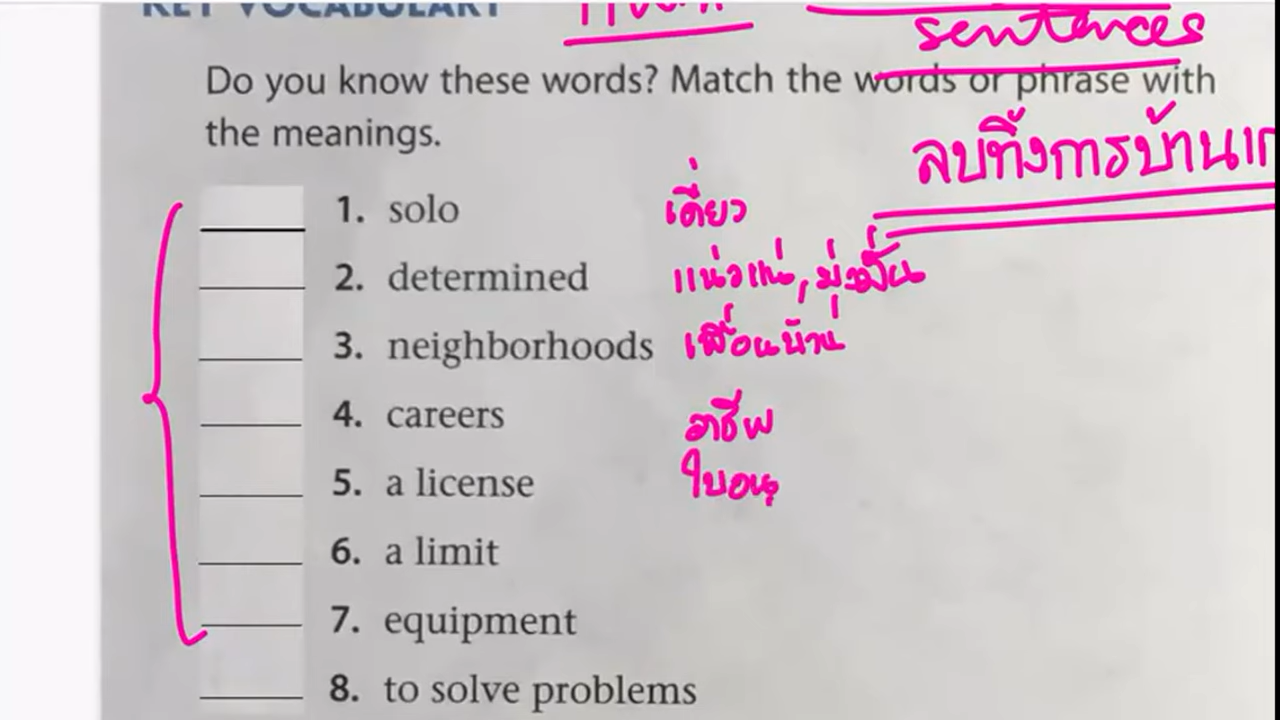 KEY VOCABULARY
sentences
Do you know these words? Match the words or phrase with
the meanings.
ลบทิ้งการบ้าน
1. solo เดี่ยว
2. determined แน่วแน่, มุ่งมั่น
3. neighborhoods เพื่อนบ้าน
4. careers อาชีพ
5. a license ใบอนุ
6. a limit
7. equipment
8. to solve problems